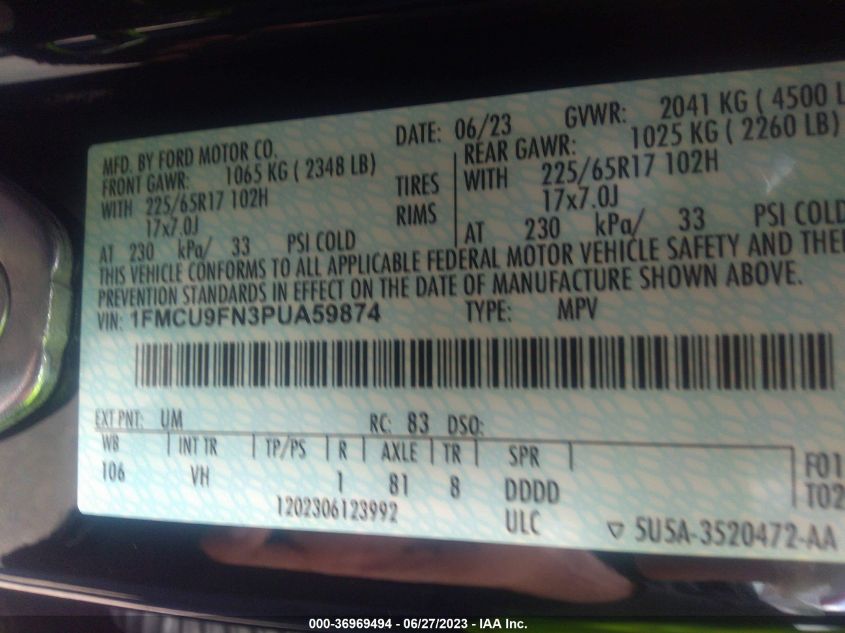 MFD. BY FORD MOTOR CO. DATE: 06/23 GVWR: 2041 KG ( 4500 L
FRONT GAWR: 1065 KG ( 2348 LB) REAR GAWR: 1025 KG ( 2260 LB)
WITH 225/65R17 102H TIRES WITH 225/65R17 102H
17x7.0J RIMS 17x7.0J
AT 230 kPa/ 33 PSI COLD AT 230 kPa/ 33 PSI COLD
THIS VEHICLE CONFORMS TO ALL APPLICABLE FEDERAL MOTOR VEHICLE SAFETY AND THEF
PREVENTION STANDARDS IN EFFECT ON THE DATE OF MANUFACTURE SHOWN ABOVE.
VIN: 1FMCU9FN3PUA59874 TYPE: MPV
EXT PNT: UM RC: 83 DSO:
WB INT TR TP/PS R AXLE TR SPR
106 VH 1 81 8 DDDD
F01
T02
1202306123992 ULC 5U5A-3520472-AA
000-36969494 - 06/27/2023 - IAA Inc.